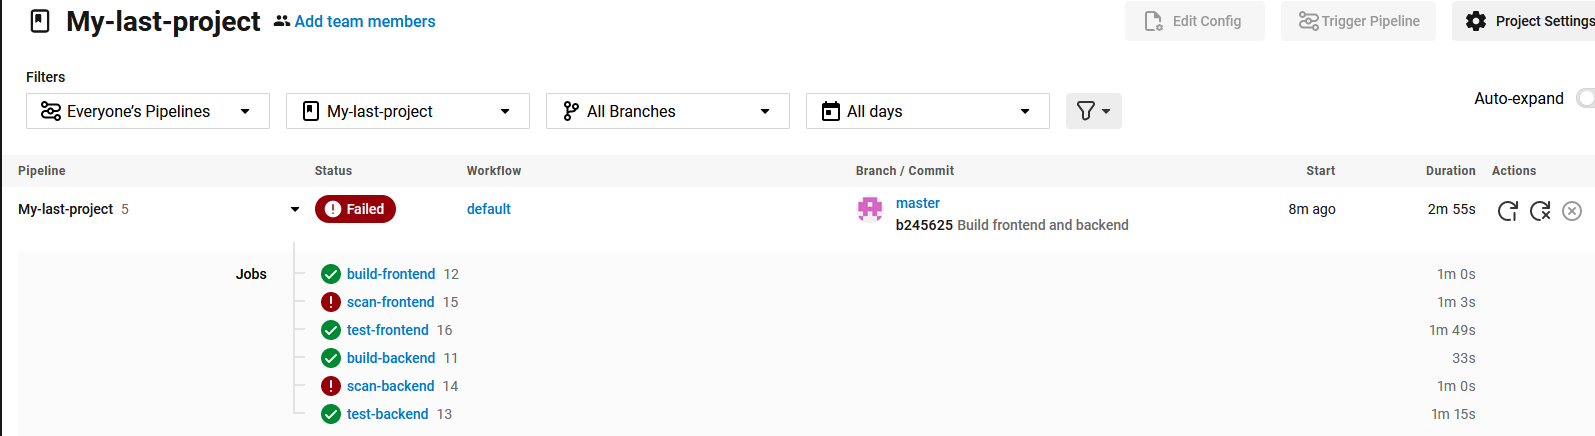 My-last-project Add team members Edit Config Trigger Pipeline Project Settings
Filters
Everyone’s Pipelines My-last-project All Branches All days Auto-expand
Pipeline Status Workflow Branch / Commit Start Duration Actions
My-last-project 5 Failed default master 8m ago 2m 55s
b245625 Build frontend and backend
Jobs build-frontend 12 1m 0s
scan-frontend 15 1m 3s
test-frontend 16 1m 49s
build-backend 11 33s
scan-backend 14 1m 0s
test-backend 13 1m 15s